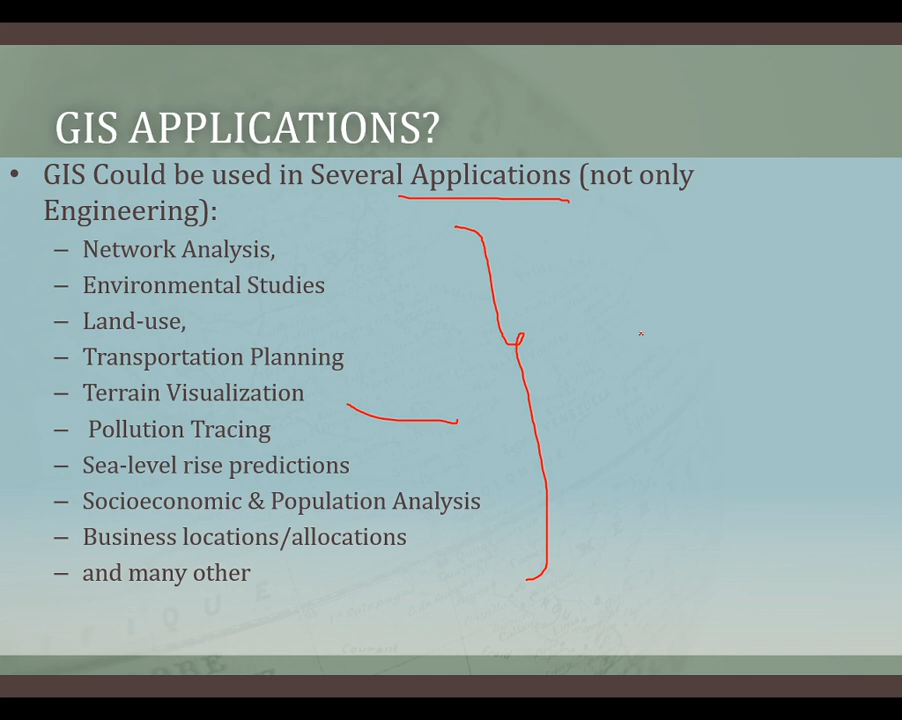 GIS APPLICATIONS?
• GIS Could be used in Several Applications (not only
Engineering):
– Network Analysis,
– Environmental Studies
– Land-use,
– Transportation Planning
– Terrain Visualization
– Pollution Tracing
– Sea-level rise predictions
– Socioeconomic & Population Analysis
– Business locations/allocations
– and many other